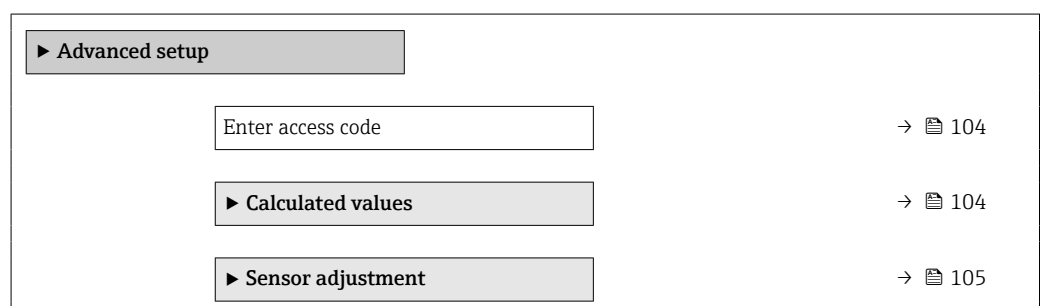 ▶ Advanced setup
Enter access code → 104
▶ Calculated values → 104
▶ Sensor adjustment → 105